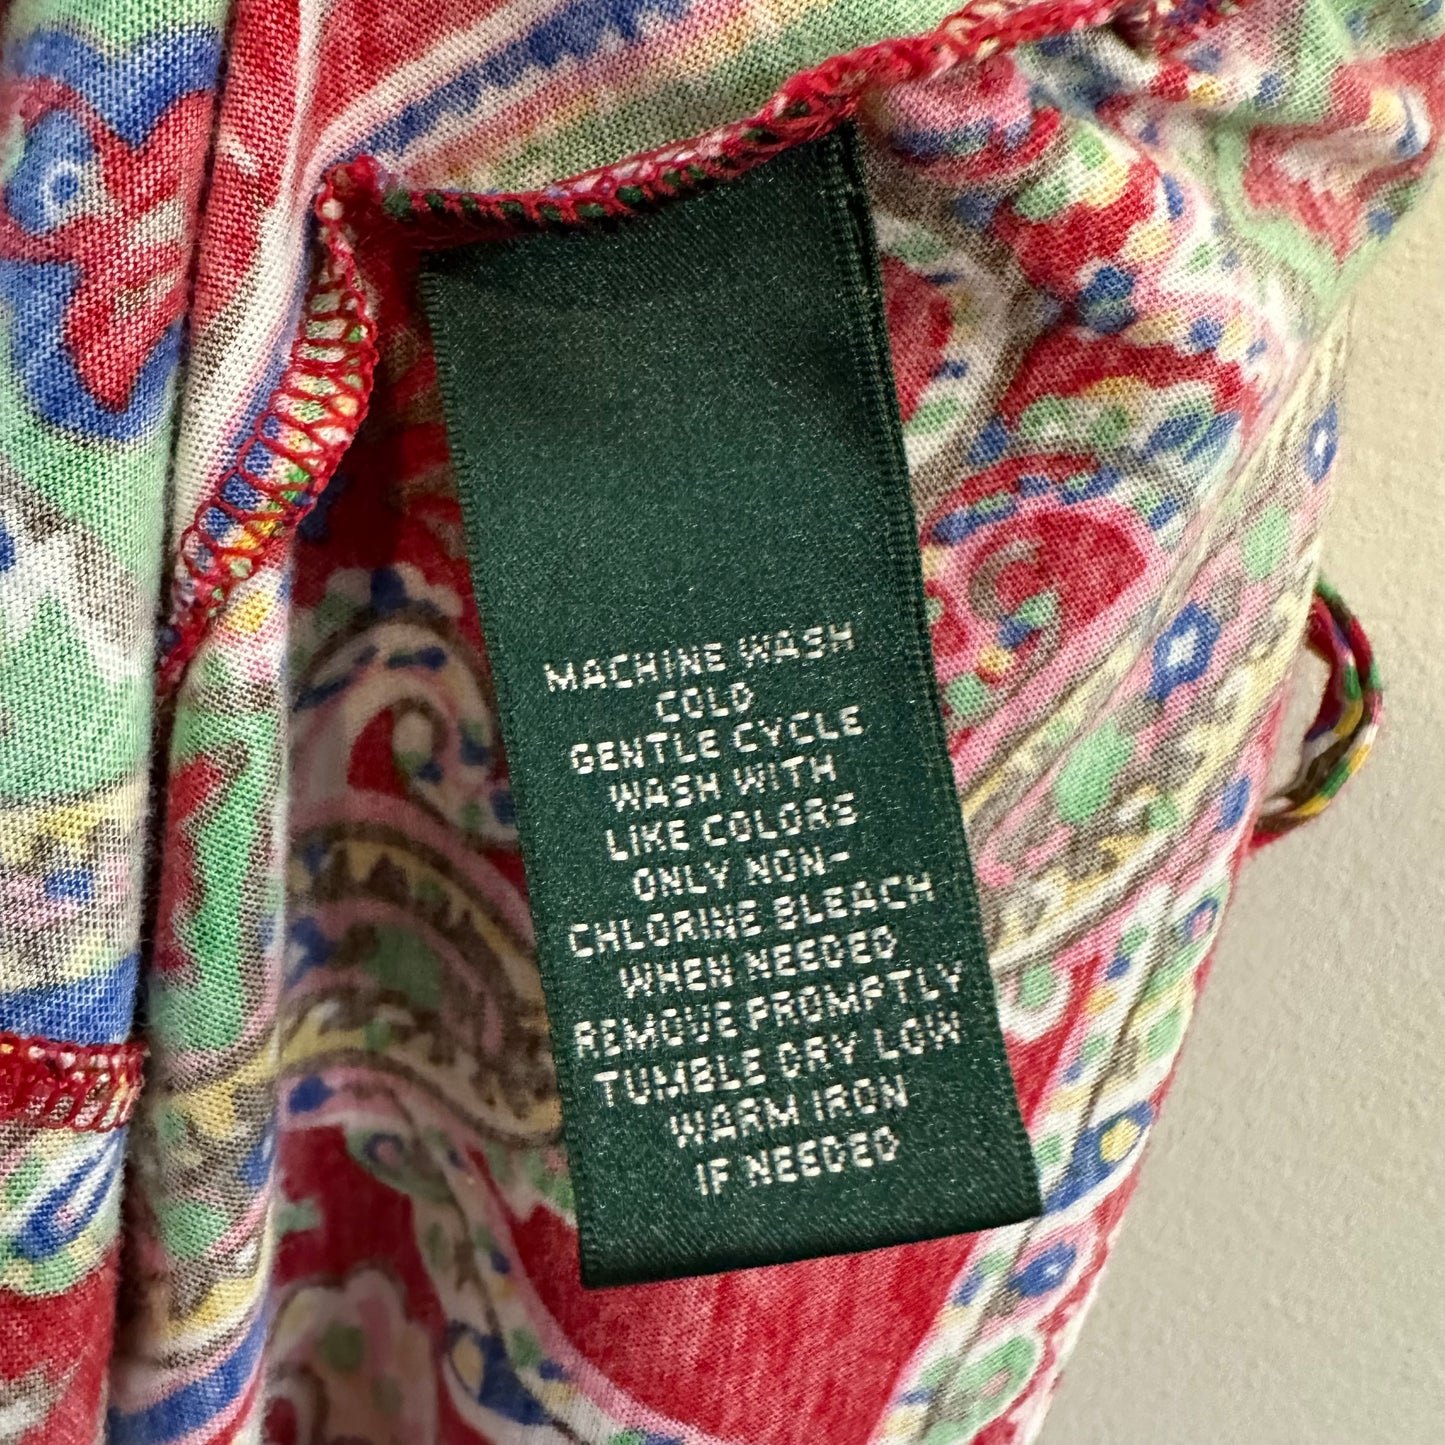 MACHINE WASH
COLD
GENTLE CYCLE
WASH WITH
LIKE COLORS
ONLY NON-
CHLORINE BLEACH
WHEN NEEDED
REMOVE PROMPTLY
TUMBLE DRY LOW
WARM IRON
IF NEEDED